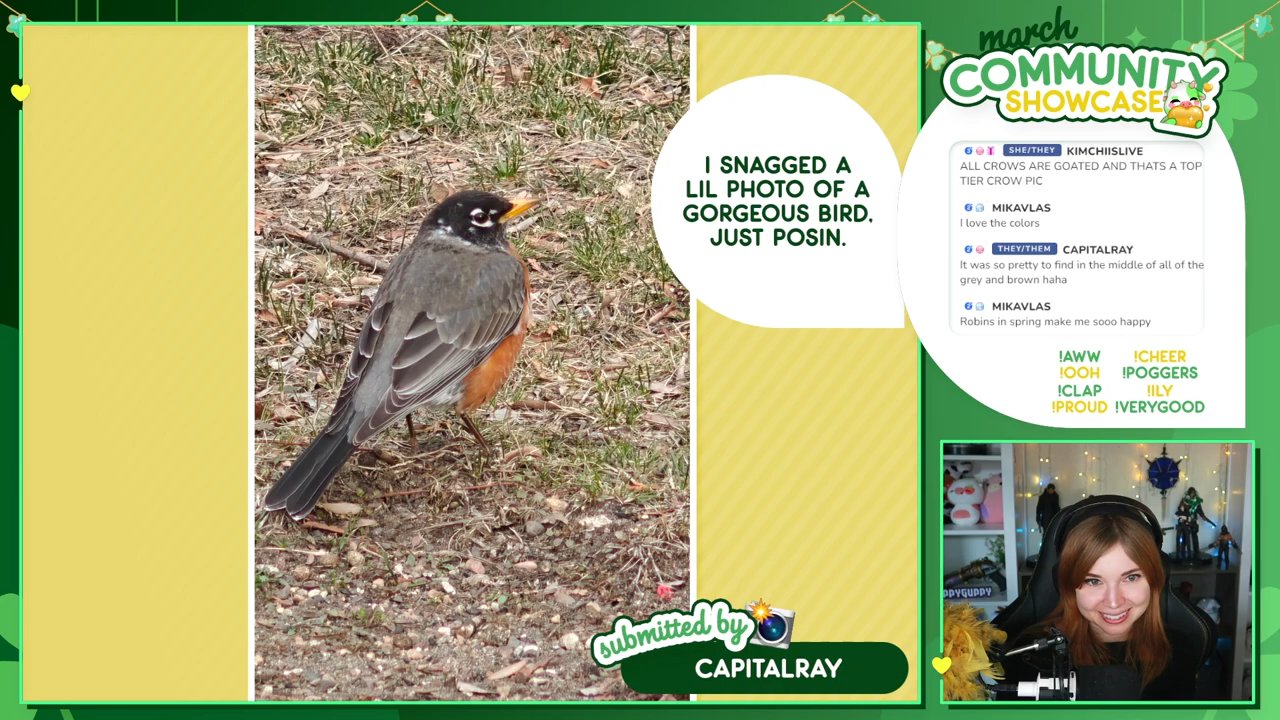 march
COMMUNITY
SHOWCASE
I SNAGGED A
LIL PHOTO OF A
GORGEOUS BIRD,
JUST POSIN.
SHE/THEY KIMCHIISLIVE
ALL CROWS ARE GOATED AND THATS A TOP
TIER CROW PIC
MIKAVLAS
I love the colors
THEY/THEM CAPITALRAY
It was so pretty to find in the middle of all of the
grey and brown haha
MIKAVLAS
Robins in spring make me sooo happy
!AWW !CHEER
!OOH !POGGERS
!CLAP !ILY
!PROUD !VERYGOOD
submitted by
CAPITALRAY
PPYGUPPY